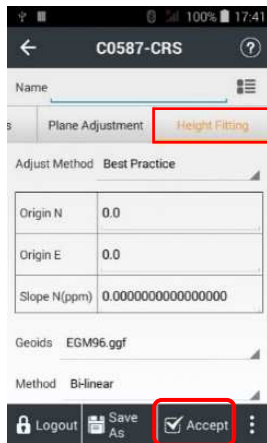 100% 17:41
C0587-CRS
Name
s Plane Adjustment Height Fitting
Adjust Method Best Practice
Origin N 0.0
Origin E 0.0
Slope N(ppm) 0.0000000000000000
Geoids EGM96.ggf
Method Bi-linear
Logout Save As Accept